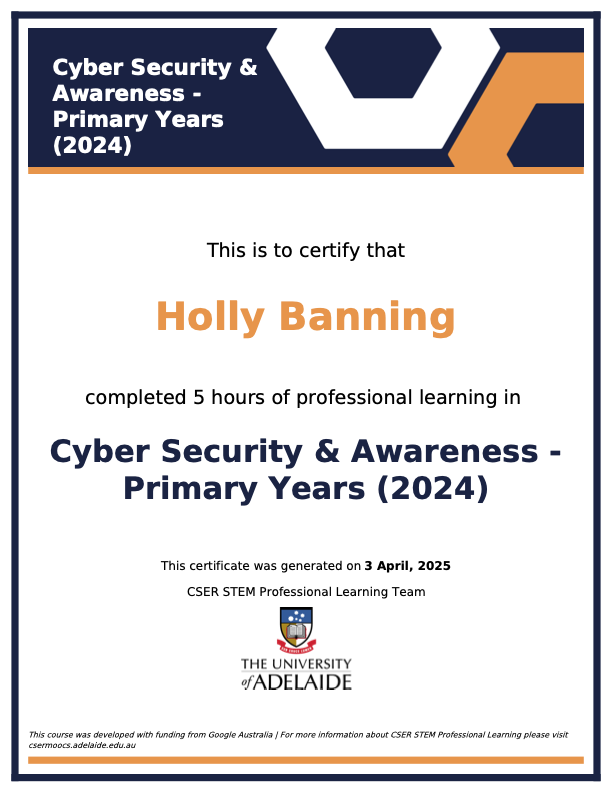 Cyber Security &
Awareness -
Primary Years
(2024)
This is to certify that
Holly Banning
completed 5 hours of professional learning in
Cyber Security & Awareness -
Primary Years (2024)
This certificate was generated on 3 April, 2025
CSER STEM Professional Learning Team
THE UNIVERSITY
of ADELAIDE
This course was developed with funding from Google Australia | For more information about CSER STEM Professional Learning please visit
csermoocs.adelaide.edu.au